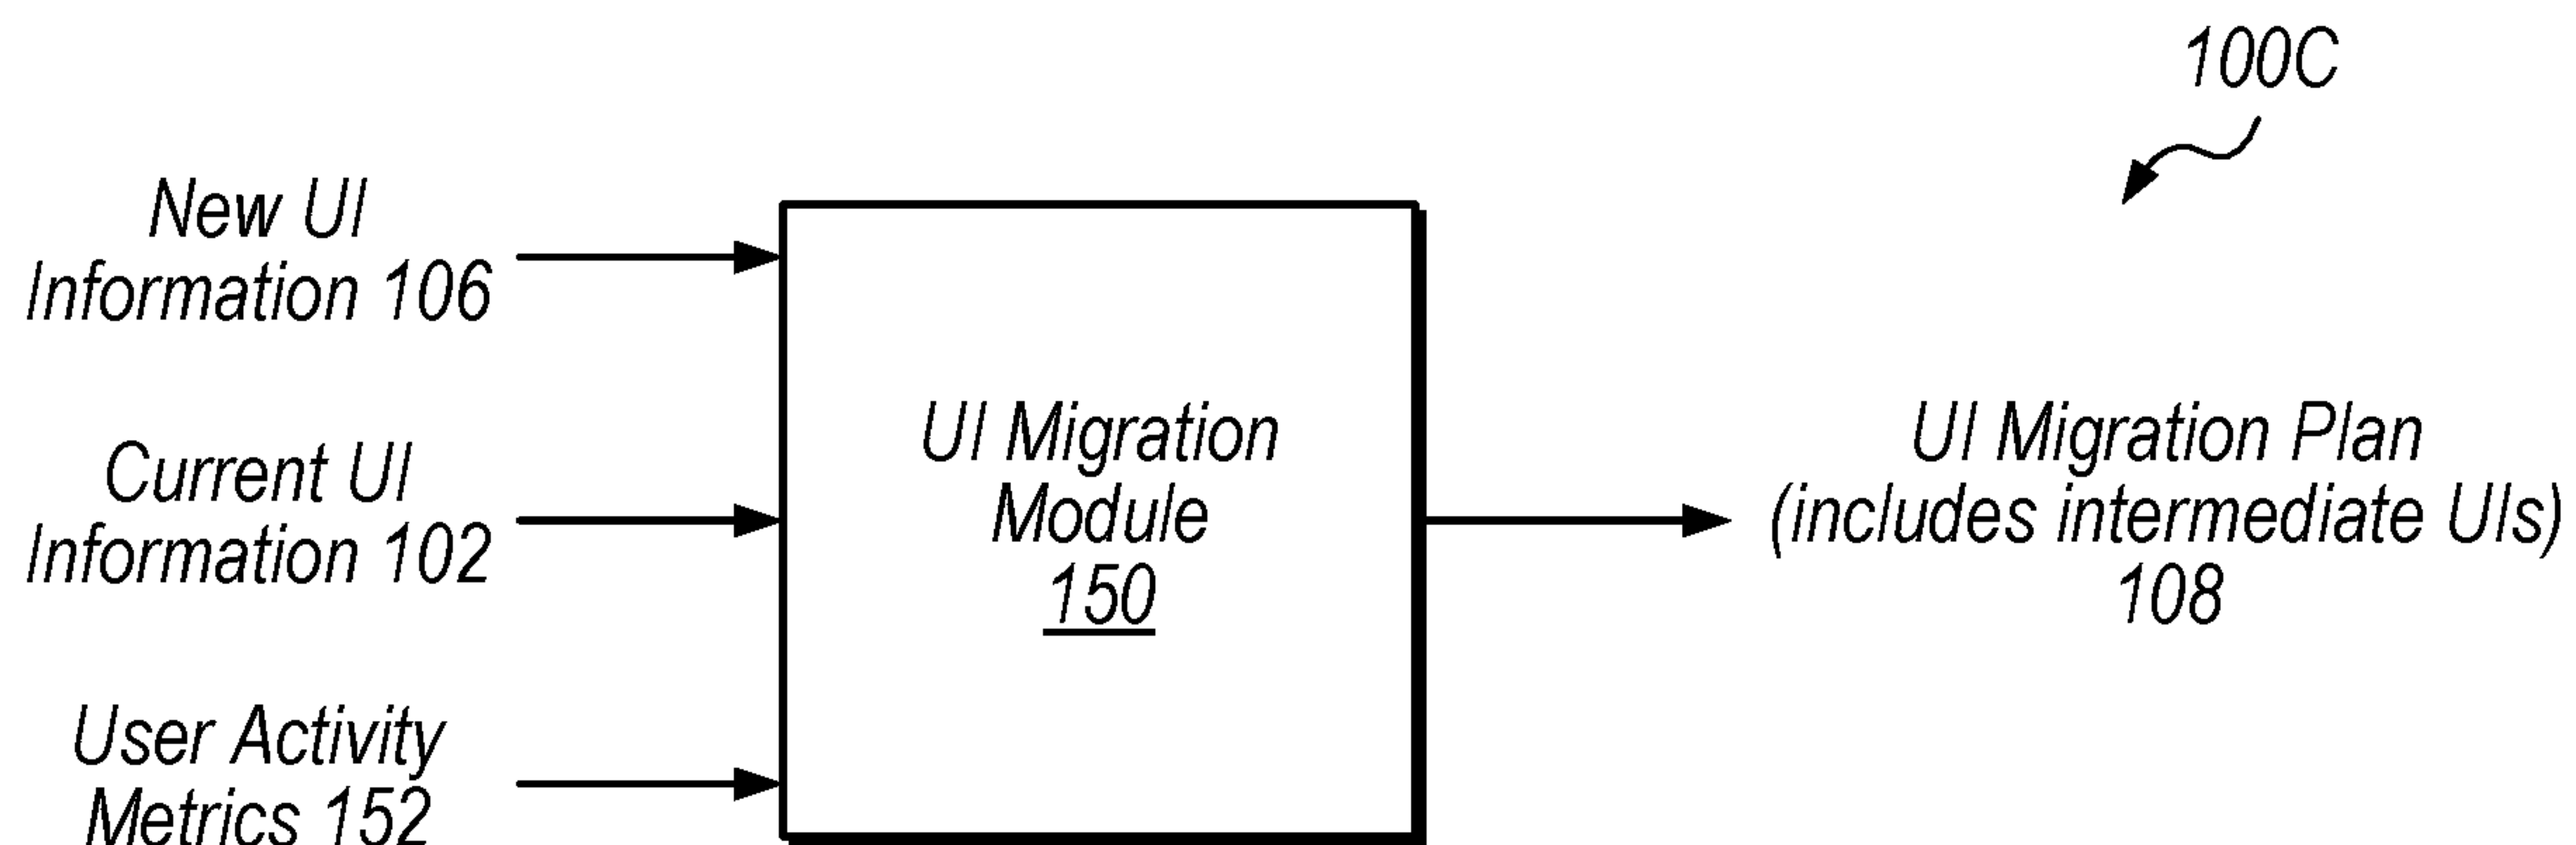 100C
New UI
Information 106
Current UI
Information 102
User Activity
Metrics 152
UI Migration
Module
150
UI Migration Plan
(includes intermediate UIs)
108